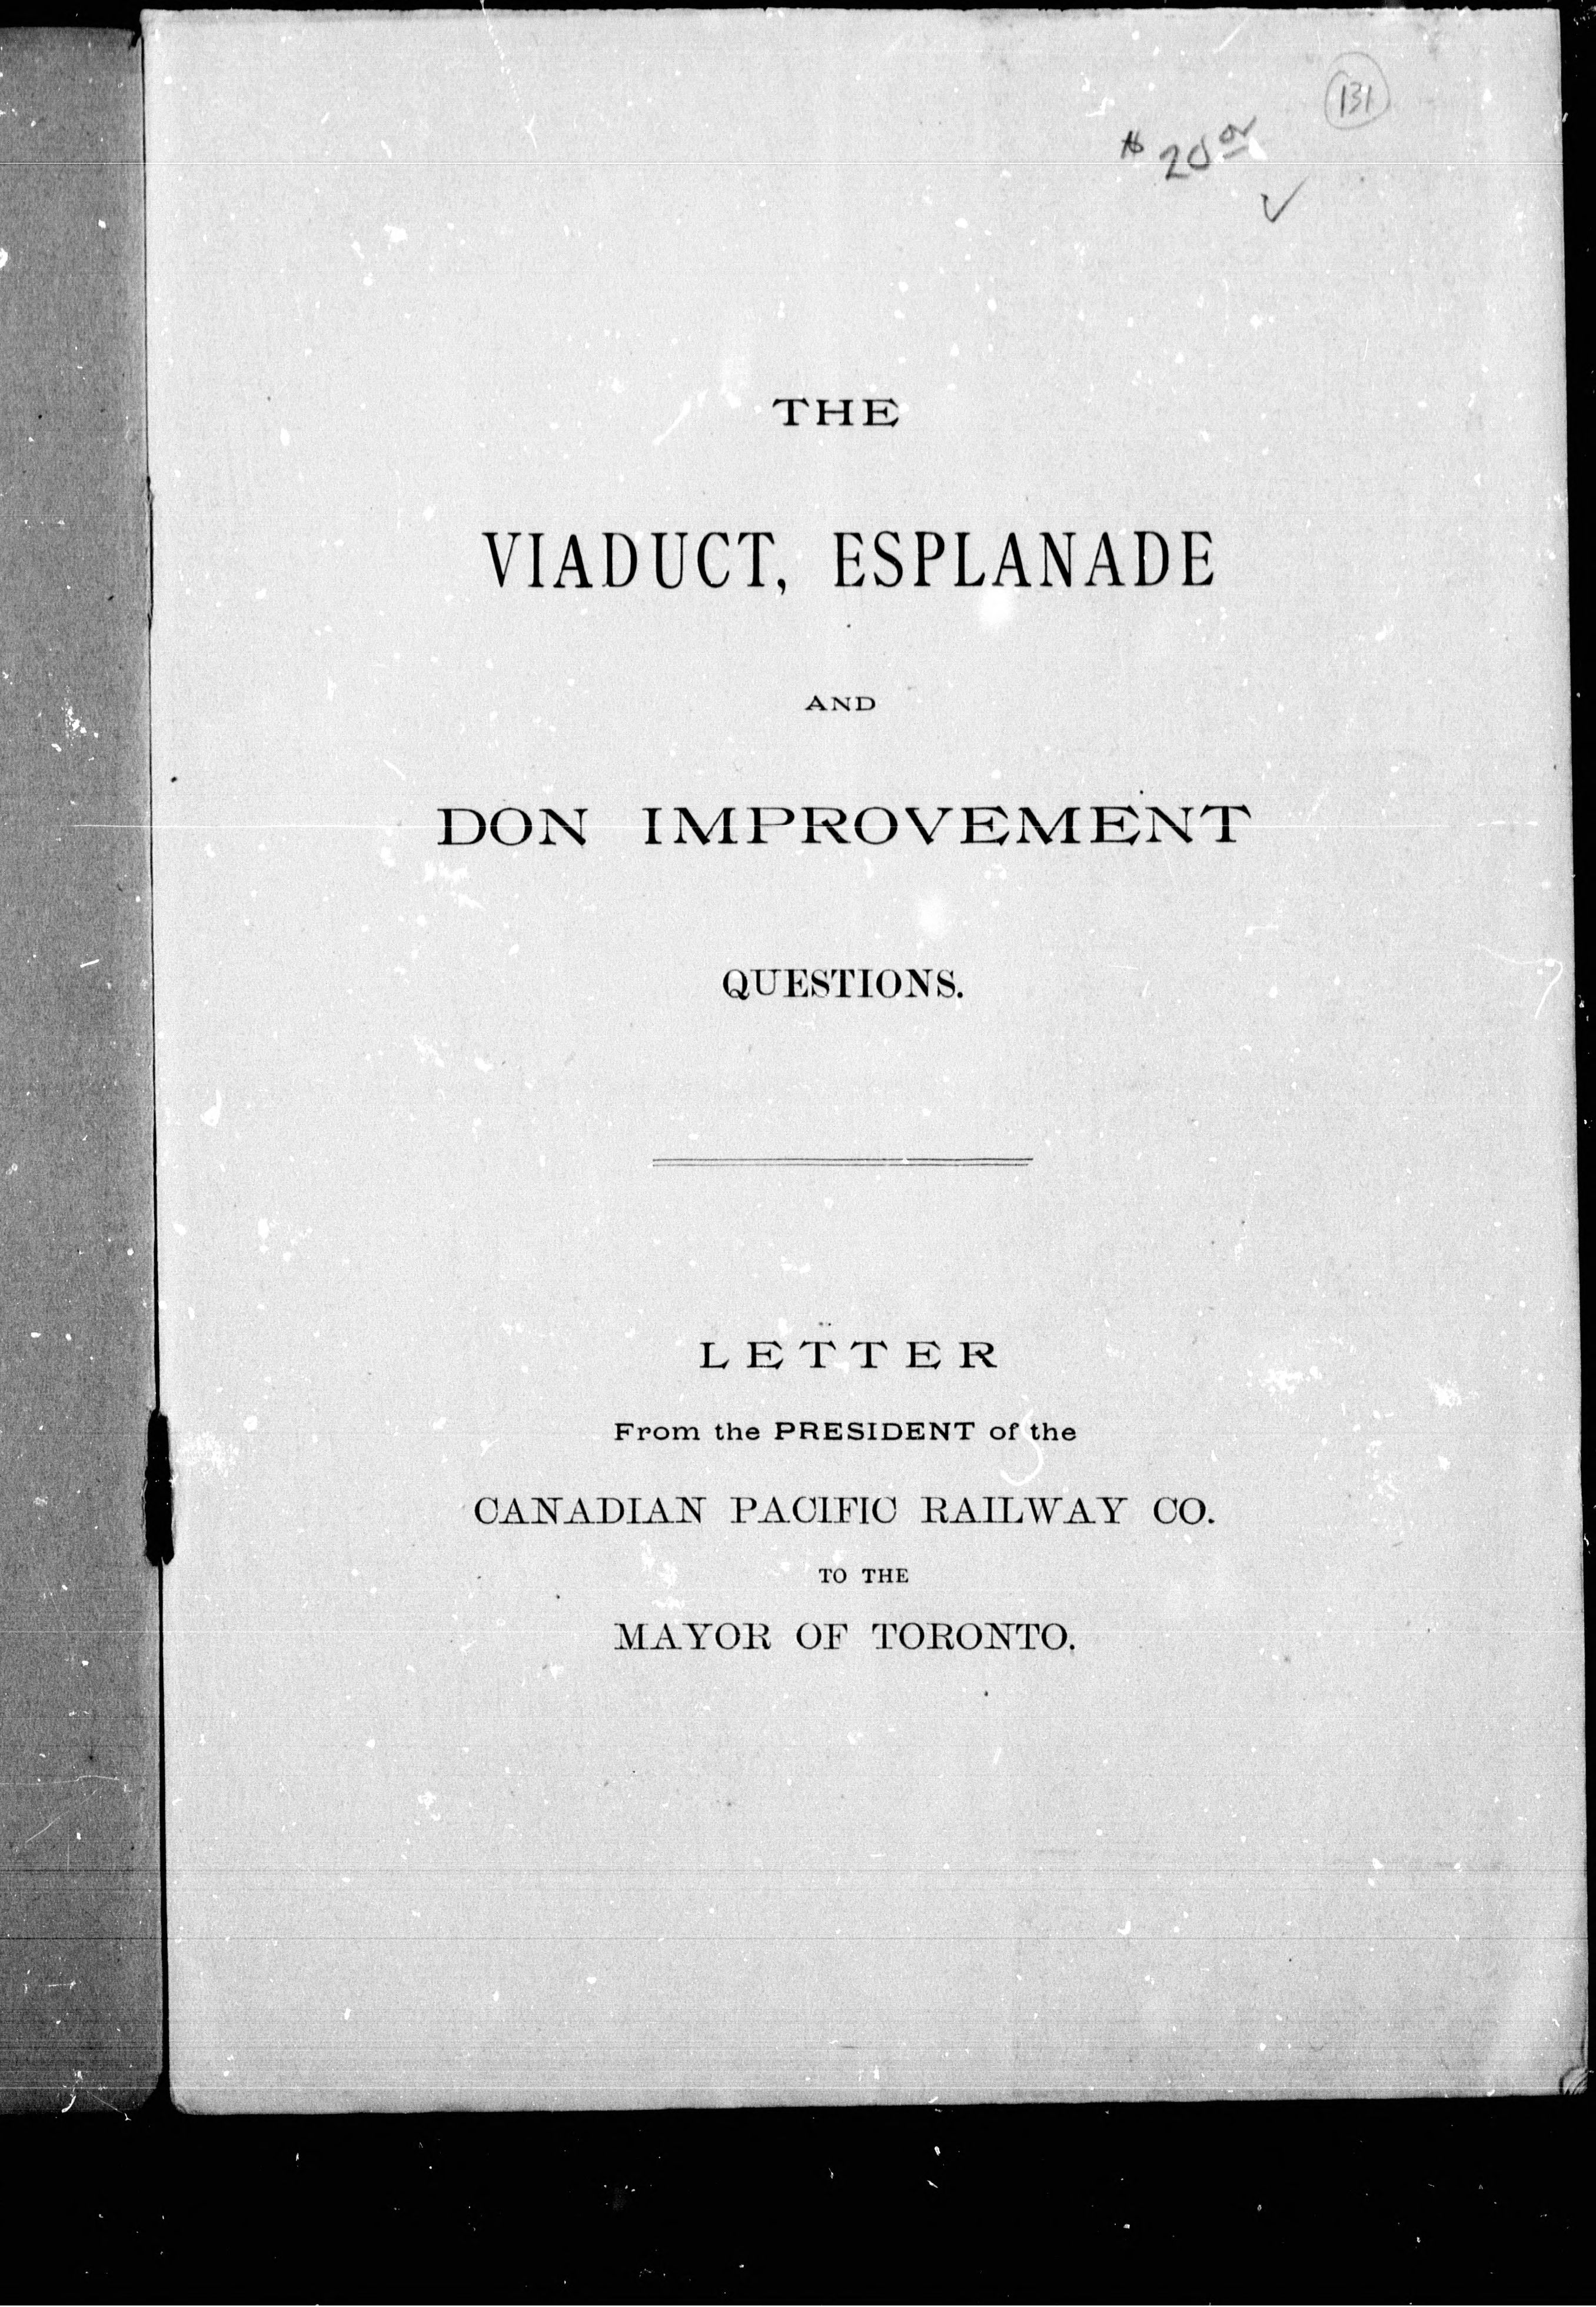 131
$ 20 00
THE
VIADUCT, ESPLANADE
AND
DON IMPROVEMENT
QUESTIONS.
LETTER
From the PRESIDENT of the
CANADIAN PACIFIC RAILWAY CO.
TO THE
MAYOR OF TORONTO.